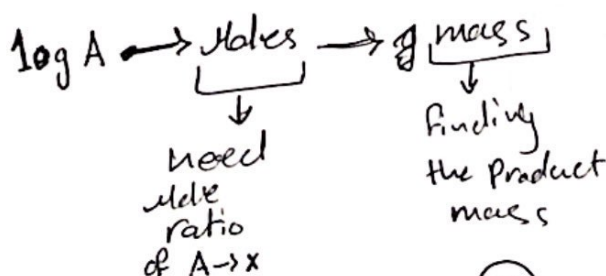 10g A → Moles → g mass
need
Mole
ratio
of A→x
finding
the Product
mass